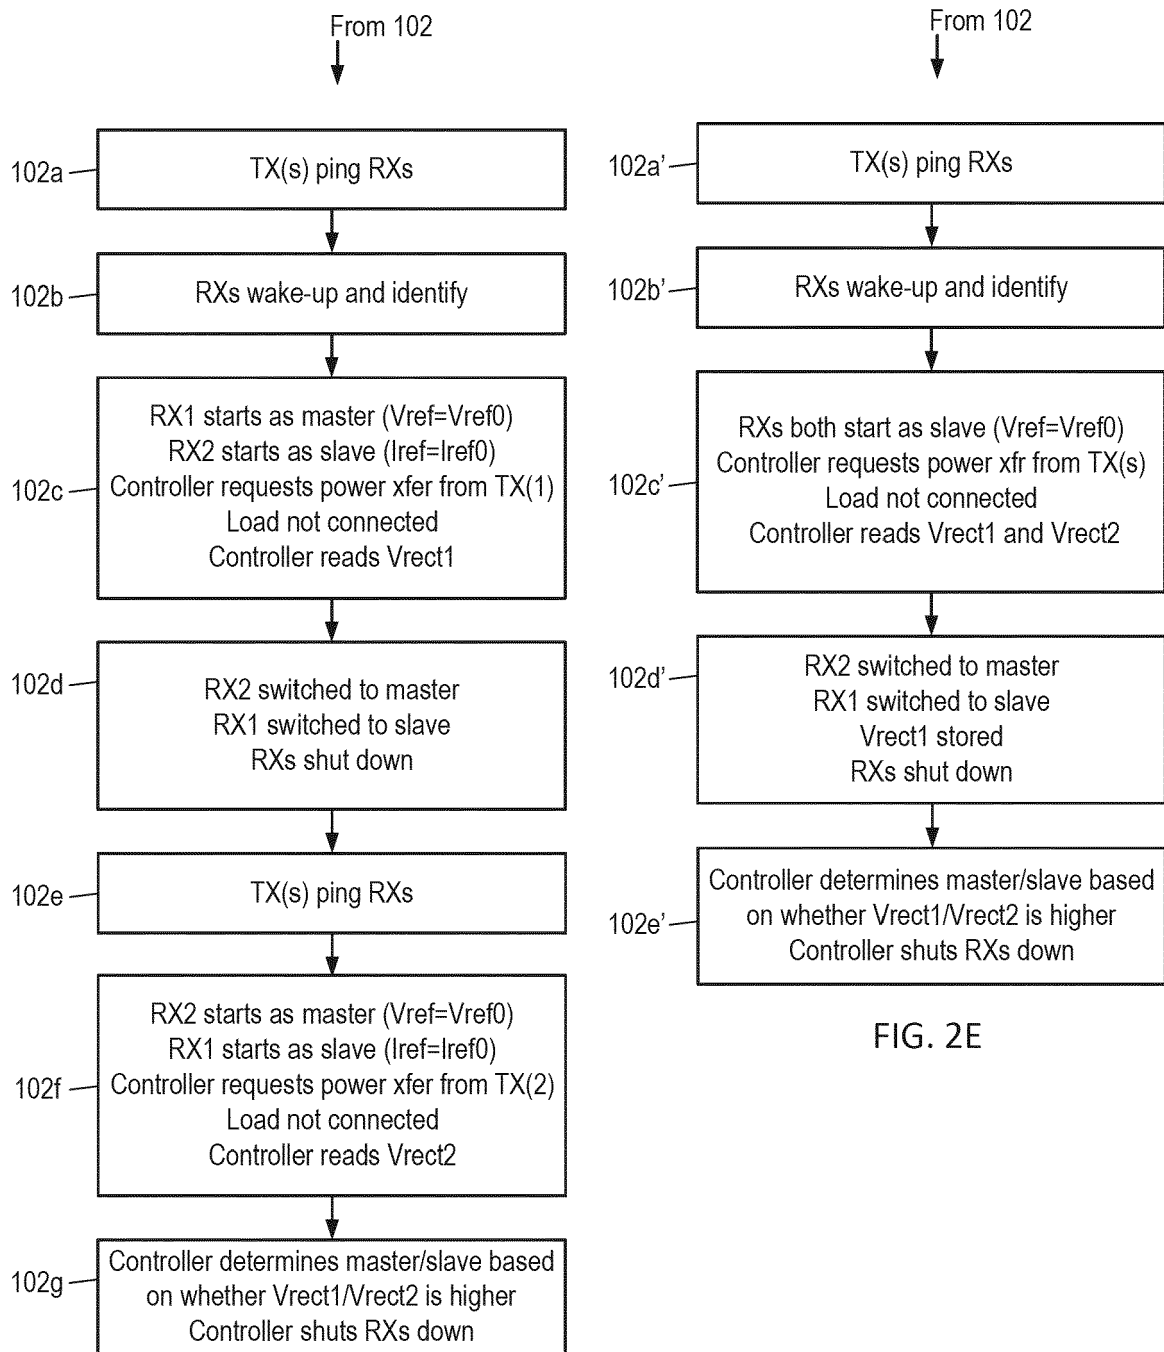 From 102
102a
TX(s) ping RXs
102b
RXs wake-up and identify
102c
RX1 starts as master (Vref=Vref0)
RX2 starts as slave (Iref=Iref0)
Controller requests power xfer from TX(1)
Load not connected
Controller reads Vrect1
102d
RX2 switched to master
RX1 switched to slave
RXs shut down
102e
TX(s) ping RXs
102f
RX2 starts as master (Vref=Vref0)
RX1 starts as slave (Iref=Iref0)
Controller requests power xfer from TX(2)
Load not connected
Controller reads Vrect2
102g
Controller determines master/slave based
on whether Vrect1/Vrect2 is higher
Controller shuts RXs down
From 102
102a’
TX(s) ping RXs
102b’
RXs wake-up and identify
102c’
RXs both start as slave (Vref=Vref0)
Controller requests power xfr from TX(s)
Load not connected
Controller reads Vrect1 and Vrect2
102d’
RX2 switched to master
RX1 switched to slave
Vrect1 stored
RXs shut down
102e’
Controller determines master/slave based
on whether Vrect1/Vrect2 is higher
Controller shuts RXs down
FIG. 2E